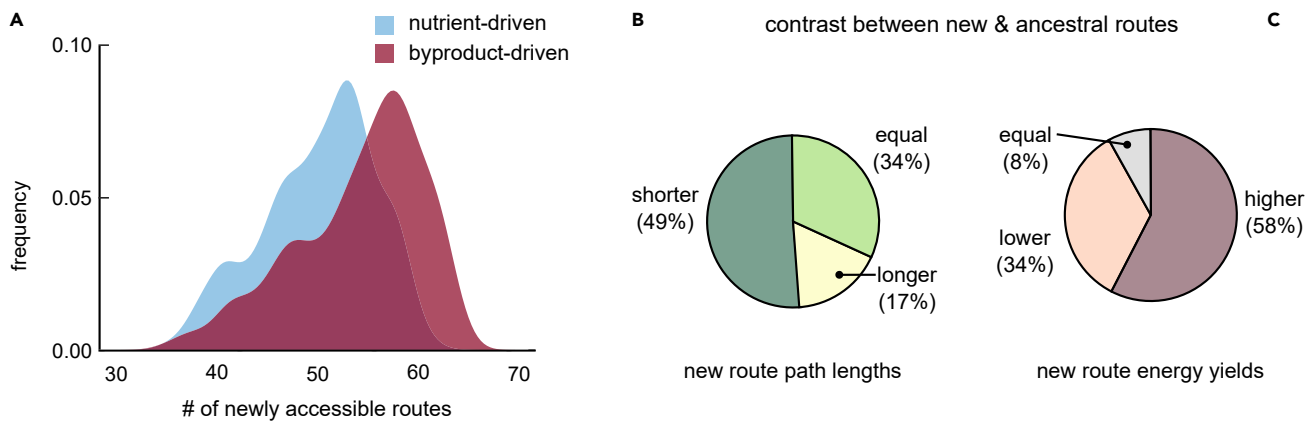 A
nutrient-driven
byproduct-driven
0.10
0.05
0.00
frequency
30 40 50 60 70
# of newly accessible routes
B
contrast between new & ancestral routes
C
equal
(34%)
shorter
(49%)
longer
(17%)
new route path lengths
equal
(8%)
higher
(58%)
lower
(34%)
new route energy yields